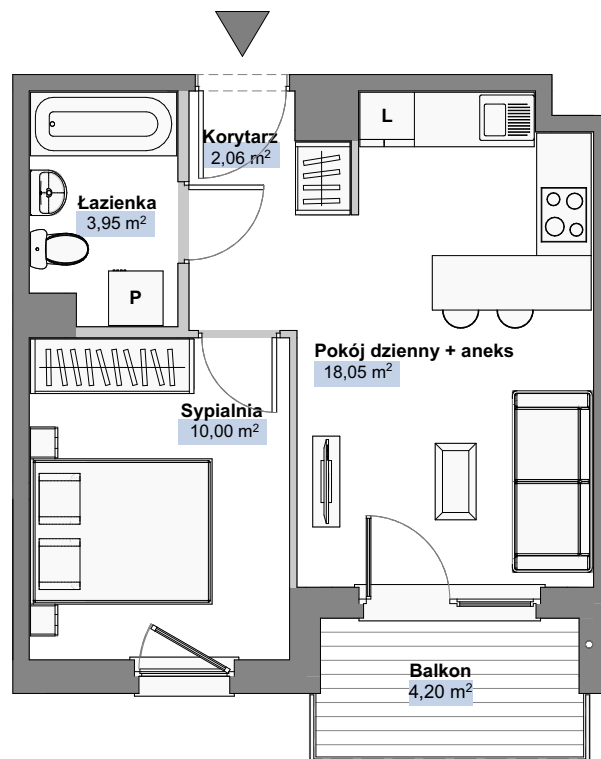 L
Korytarz
2,06 m²
Łazienka
3,95 m²
P
Pokój dzienny + aneks
18,05 m²
Sypialnia
10,00 m²
Balkon
4,20 m²